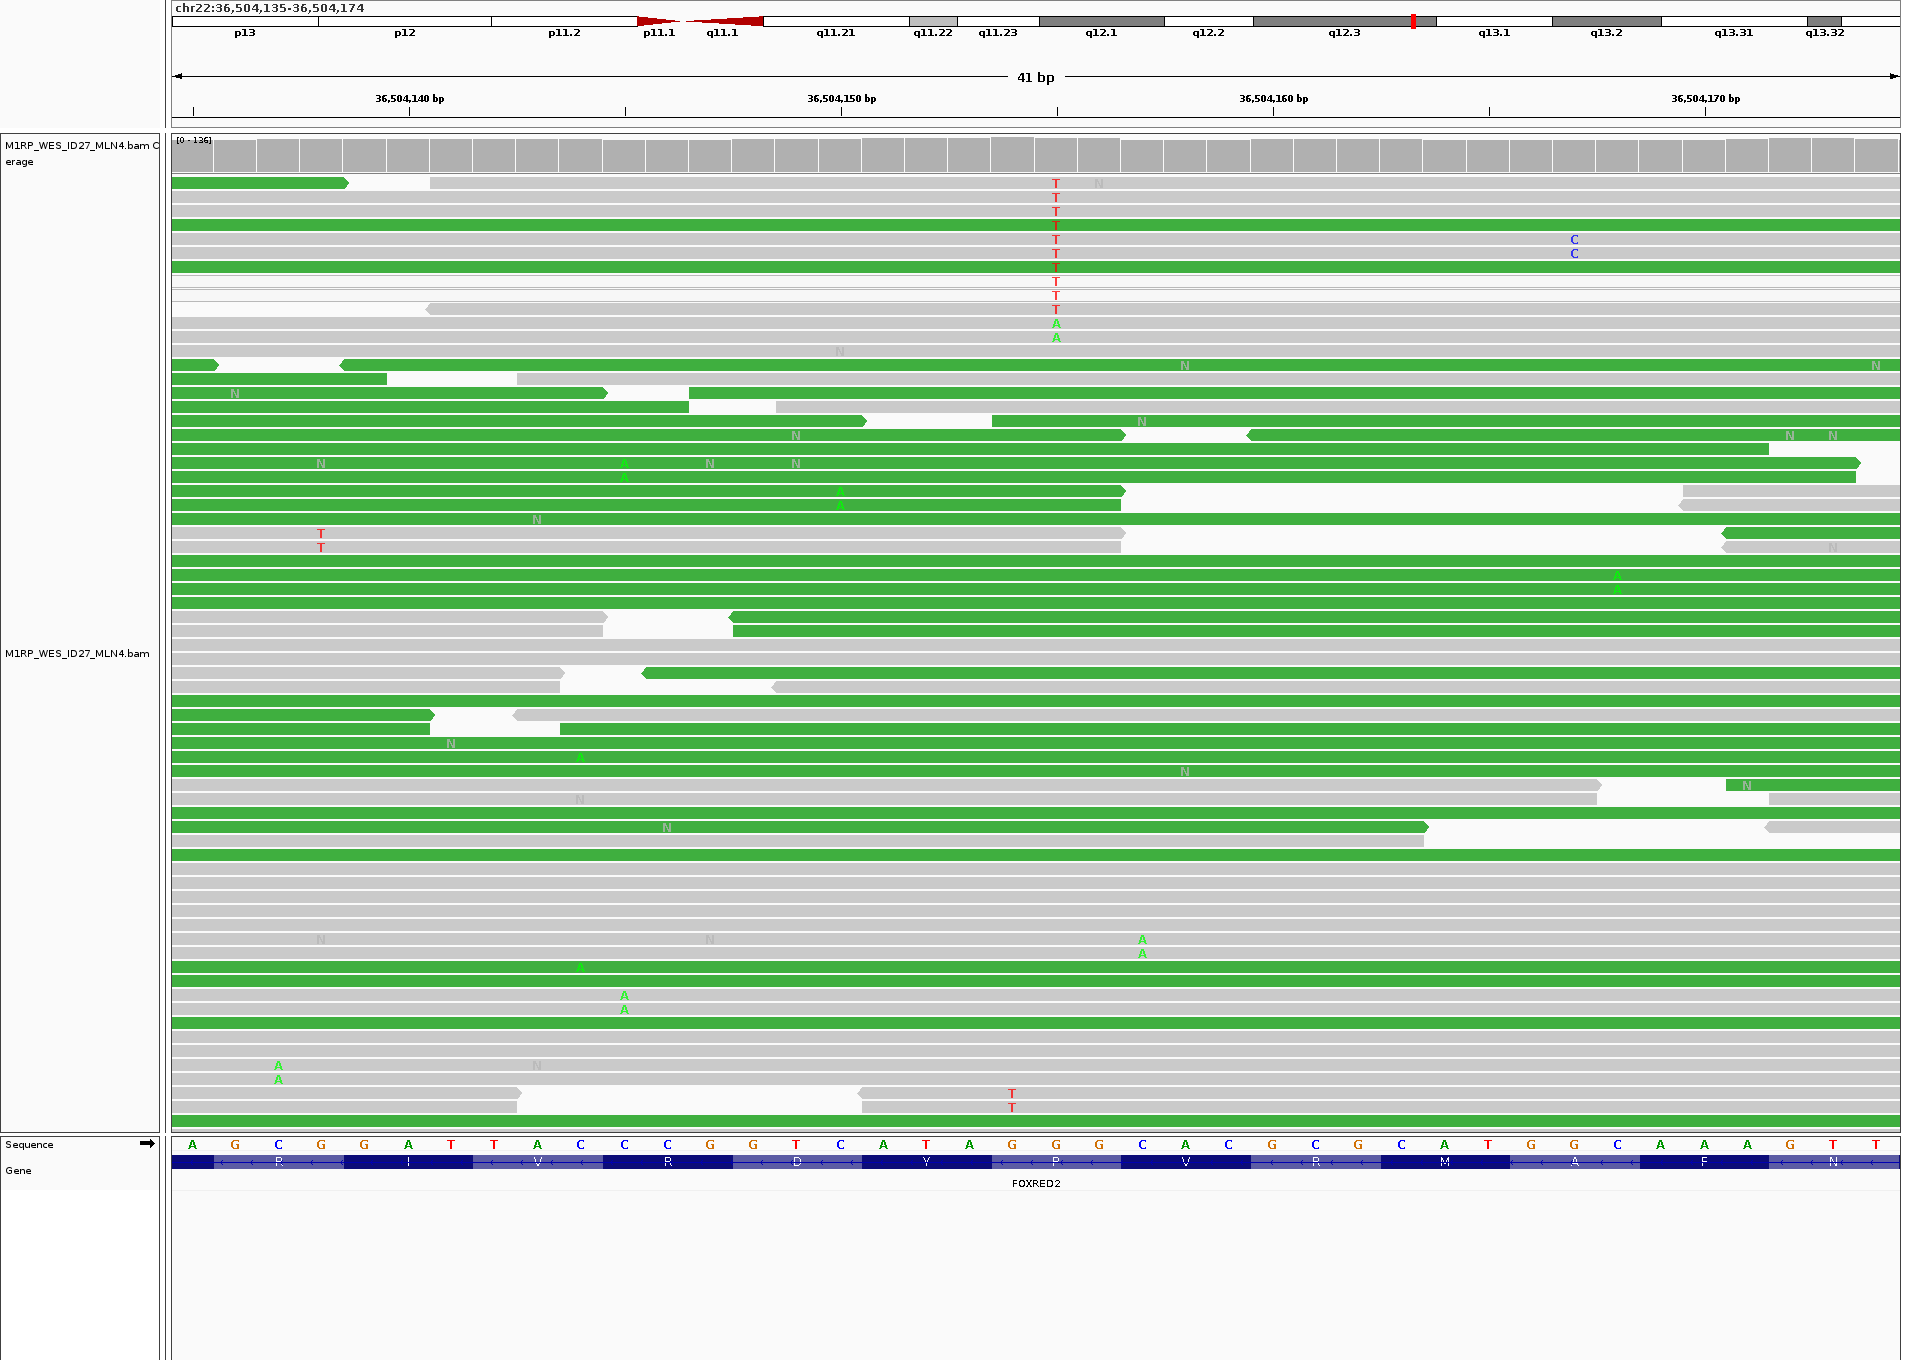 chr22:36,504,135-36,504,174
p13 p12 p11.2 p11.1 q11.1 q11.21 q11.22 q11.23 q12.1 q12.2 q12.3 q13.1 q13.2 q13.31 q13.32
41 bp
36,504,140 bp 36,504,150 bp 36,504,160 bp 36,504,170 bp
[0 - 136]
M1RP_WES_ID27_MLN4.bam C
erage
T N
T
T
T
T C
T C
T
T
T
T
A
A
N
N N
N
N
N N N
N A N N
A
A
A
N
T
T N
A
A
M1RP_WES_ID27_MLN4.bam
N
A
N
N
N
N
N N A
A
A
A
A
A N
A
T
T
Sequence A G C G G A T T A C C C G G T C A T A G G G C A C G C G C A T G G C A A A G T T
Gene R I V R D Y P V R M A F N
FOXRED2